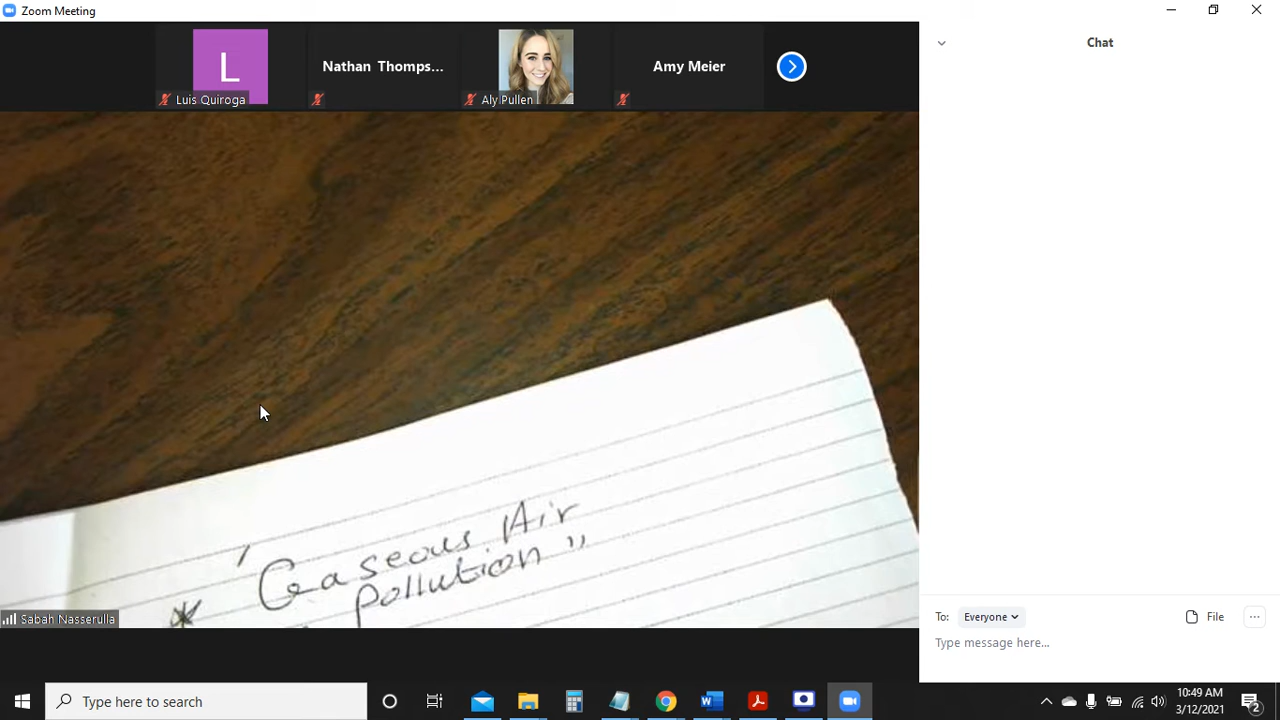 Zoom Meeting
L
Luis Quiroga
Nathan Thomps...
Aly Pullen
Amy Meier
Chat
* ' Gaseous Air
Pollution "
Sabah Nasserulla
To: Everyone
File
...
Type message here...
Type here to search
10:49 AM
3/12/2021
2